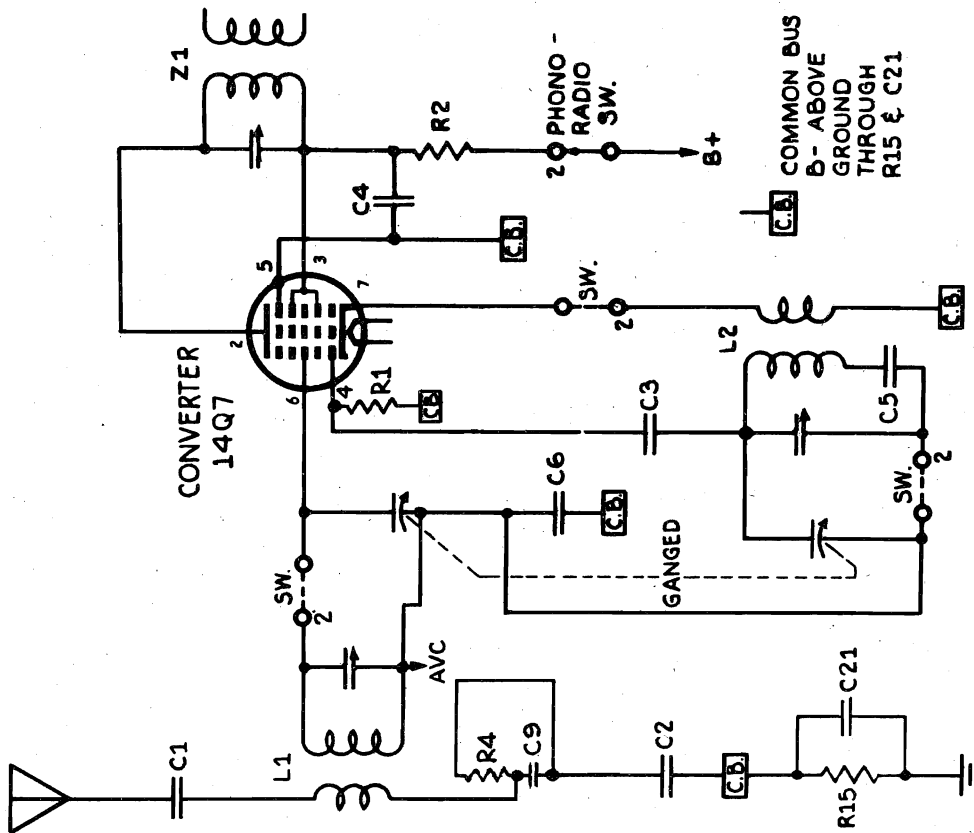 Z1
CONVERTER
14Q7
2
5
3
6
4
7
C4
R2
2
PHONO -
RADIO
SW.
B+
C.B.
R1
CB
SW.
2
C.B.
COMMON BUS
B- ABOVE
GROUND
THROUGH
R15 & C21
SW.
2
L2
C.B.
C3
C5
C6
C.B.
SW.
2
GANGED
AVC
C1
L1
R4
C9
C2
C.B.
R15
C21